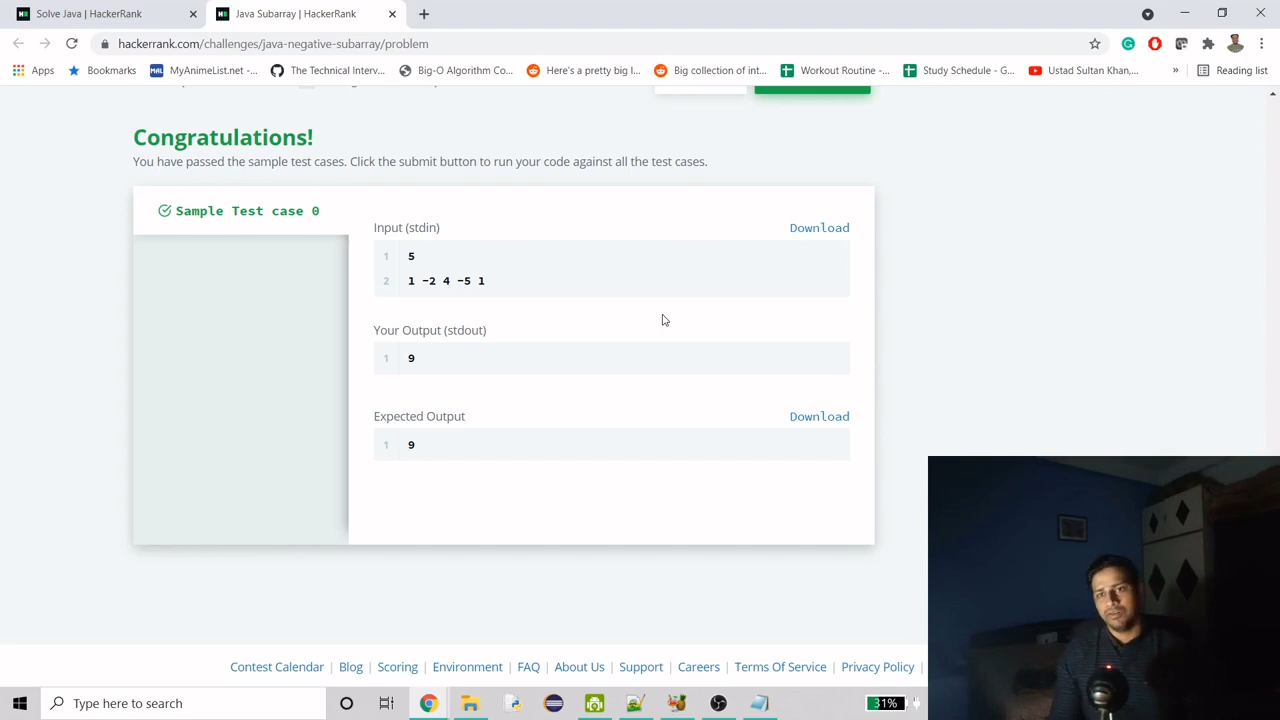 Solve Java | HackerRank
Java Subarray | HackerRank
hackerrank.com/challenges/java-negative-subarray/problem
Apps
Bookmarks
MAL MyAnimeList.net -...
The Technical Interv...
Big-O Algorithm Co...
Here's a pretty big l...
Big collection of int...
Workout Routine -...
Study Schedule - G...
Ustad Sultan Khan,...
»
Reading list
Congratulations!
You have passed the sample test cases. Click the submit button to run your code against all the test cases.
Sample Test case 0
Input (stdin)
Download
1 5
2 1 -2 4 -5 1
Your Output (stdout)
1 9
Expected Output
Download
1 9
Contest Calendar | Blog | Scoring | Environment | FAQ | About Us | Support | Careers | Terms Of Service | Privacy Policy |
Type here to search
31%